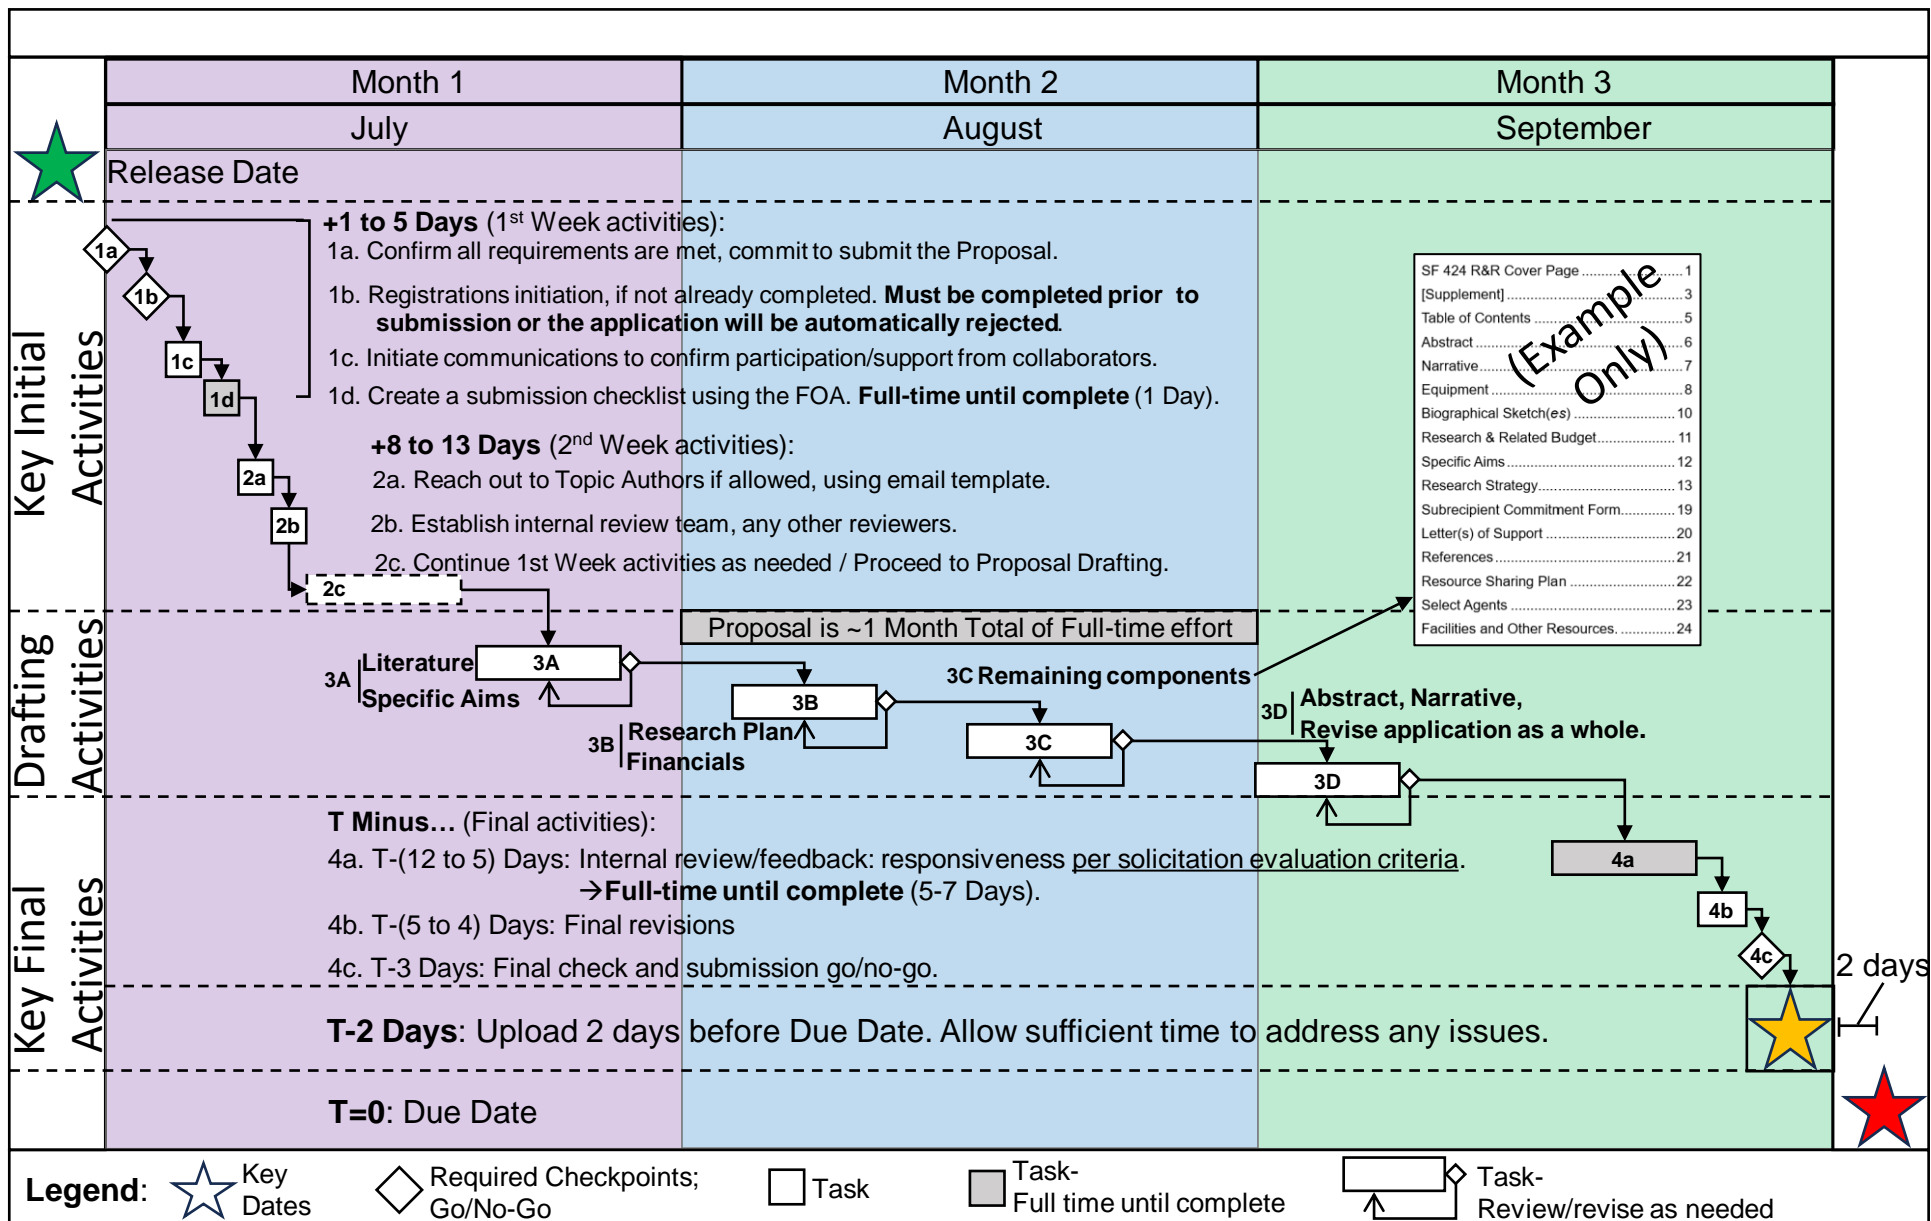 Month 1
Month 2
Month 3
July
August
September
Release Date
Key Initial
Activities
+1 to 5 Days (1st Week activities):
1a. Confirm all requirements are met, commit to submit the Proposal.
1b. Registrations initiation, if not already completed. Must be completed prior to
submission or the application will be automatically rejected.
1c. Initiate communications to confirm participation/support from collaborators.
1d. Create a submission checklist using the FOA. Full-time until complete (1 Day).
+8 to 13 Days (2nd Week activities):
2a. Reach out to Topic Authors if allowed, using email template.
2b. Establish internal review team, any other reviewers.
2c. Continue 1st Week activities as needed / Proceed to Proposal Drafting.
1a
1b
1c
1d
2a
2b
2c
SF 424 R&R Cover Page ........................ 1
[Supplement] ......................... 3
Table of Contents ..................... 5
Abstract .............................. 6
Narrative .............................. 7
Equipment ............................ 8
Biographical Sketch(es) ................ 10
Research & Related Budget ............. 11
Specific Aims ......................... 12
Research Strategy ...................... 13
Subrecipient Commitment Form ......... 19
Letter(s) of Support .................... 20
References ........................... 21
Resource Sharing Plan ................. 22
Select Agents ......................... 23
Facilities and Other Resources. .......... 24
(Example
Only)
Drafting
Activities
Proposal is ~1 Month Total of Full-time effort
3A
Literature
Specific Aims
3A
3B
Research Plan
Financials
3B
3C Remaining components
3C
3D
Abstract, Narrative,
Revise application as a whole.
3D
Key Final
Activities
T Minus… (Final activities):
4a. T-(12 to 5) Days: Internal review/feedback: responsiveness per solicitation evaluation criteria.
→Full-time until complete (5-7 Days).
4b. T-(5 to 4) Days: Final revisions
4c. T-3 Days: Final check and submission go/no-go.
4a
4b
4c
2 days
T-2 Days: Upload 2 days before Due Date. Allow sufficient time to address any issues.
T=0: Due Date
Legend:
Key
Dates
Required Checkpoints;
Go/No-Go
Task
Task-
Full time until complete
Task-
Review/revise as needed